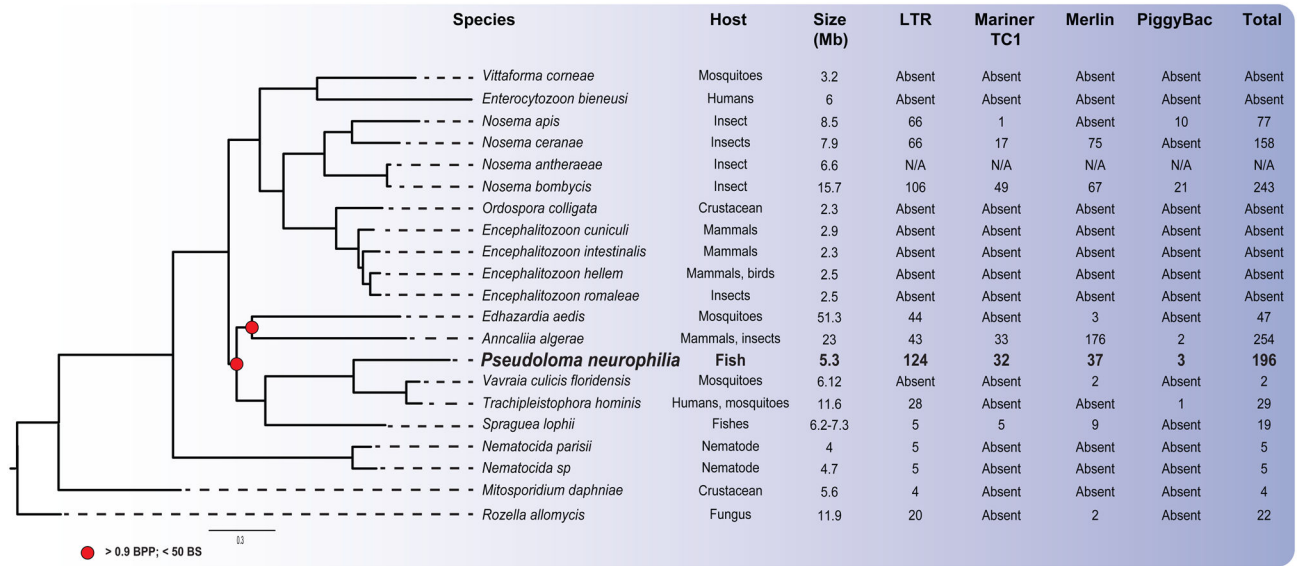 Species Host Size (Mb) LTR Mariner TC1 Merlin PiggyBac Total
Vittaforma corneae Mosquitoes 3.2 Absent Absent Absent Absent Absent
Enterocytozoon bieneusi Humans 6 Absent Absent Absent Absent Absent
Nosema apis Insect 8.5 66 1 Absent 10 77
Nosema ceranae Insects 7.9 66 17 75 Absent 158
Nosema antheraeae Insect 6.6 N/A N/A N/A N/A N/A
Nosema bombycis Insect 15.7 106 49 67 21 243
Ordospora colligata Crustacean 2.3 Absent Absent Absent Absent Absent
Encephalitozoon cuniculi Mammals 2.9 Absent Absent Absent Absent Absent
Encephalitozoon intestinalis Mammals 2.3 Absent Absent Absent Absent Absent
Encephalitozoon hellem Mammals, birds 2.5 Absent Absent Absent Absent Absent
Encephalitozoon romaleae Insects 2.5 Absent Absent Absent Absent Absent
Edhazardia aedis Mosquitoes 51.3 44 Absent 3 Absent 47
Anncaliia algerae Mammals, insects 23 43 33 176 2 254
Pseudoloma neurophilia Fish 5.3 124 32 37 3 196
Vavraia culicis floridensis Mosquitoes 6.12 Absent Absent 2 Absent 2
Trachipleistophora hominis Humans, mosquitoes 11.6 28 Absent Absent 1 29
Spraguea lophii Fishes 6.2-7.3 5 5 9 Absent 19
Nematocida parisii Nematode 4 5 Absent Absent Absent 5
Nematocida sp Nematode 4.7 5 Absent Absent Absent 5
Mitosporidium daphniae Crustacean 5.6 4 Absent Absent Absent 4
Rozella allomycis Fungus 11.9 20 Absent 2 Absent 22
0.3
> 0.9 BPP; < 50 BS